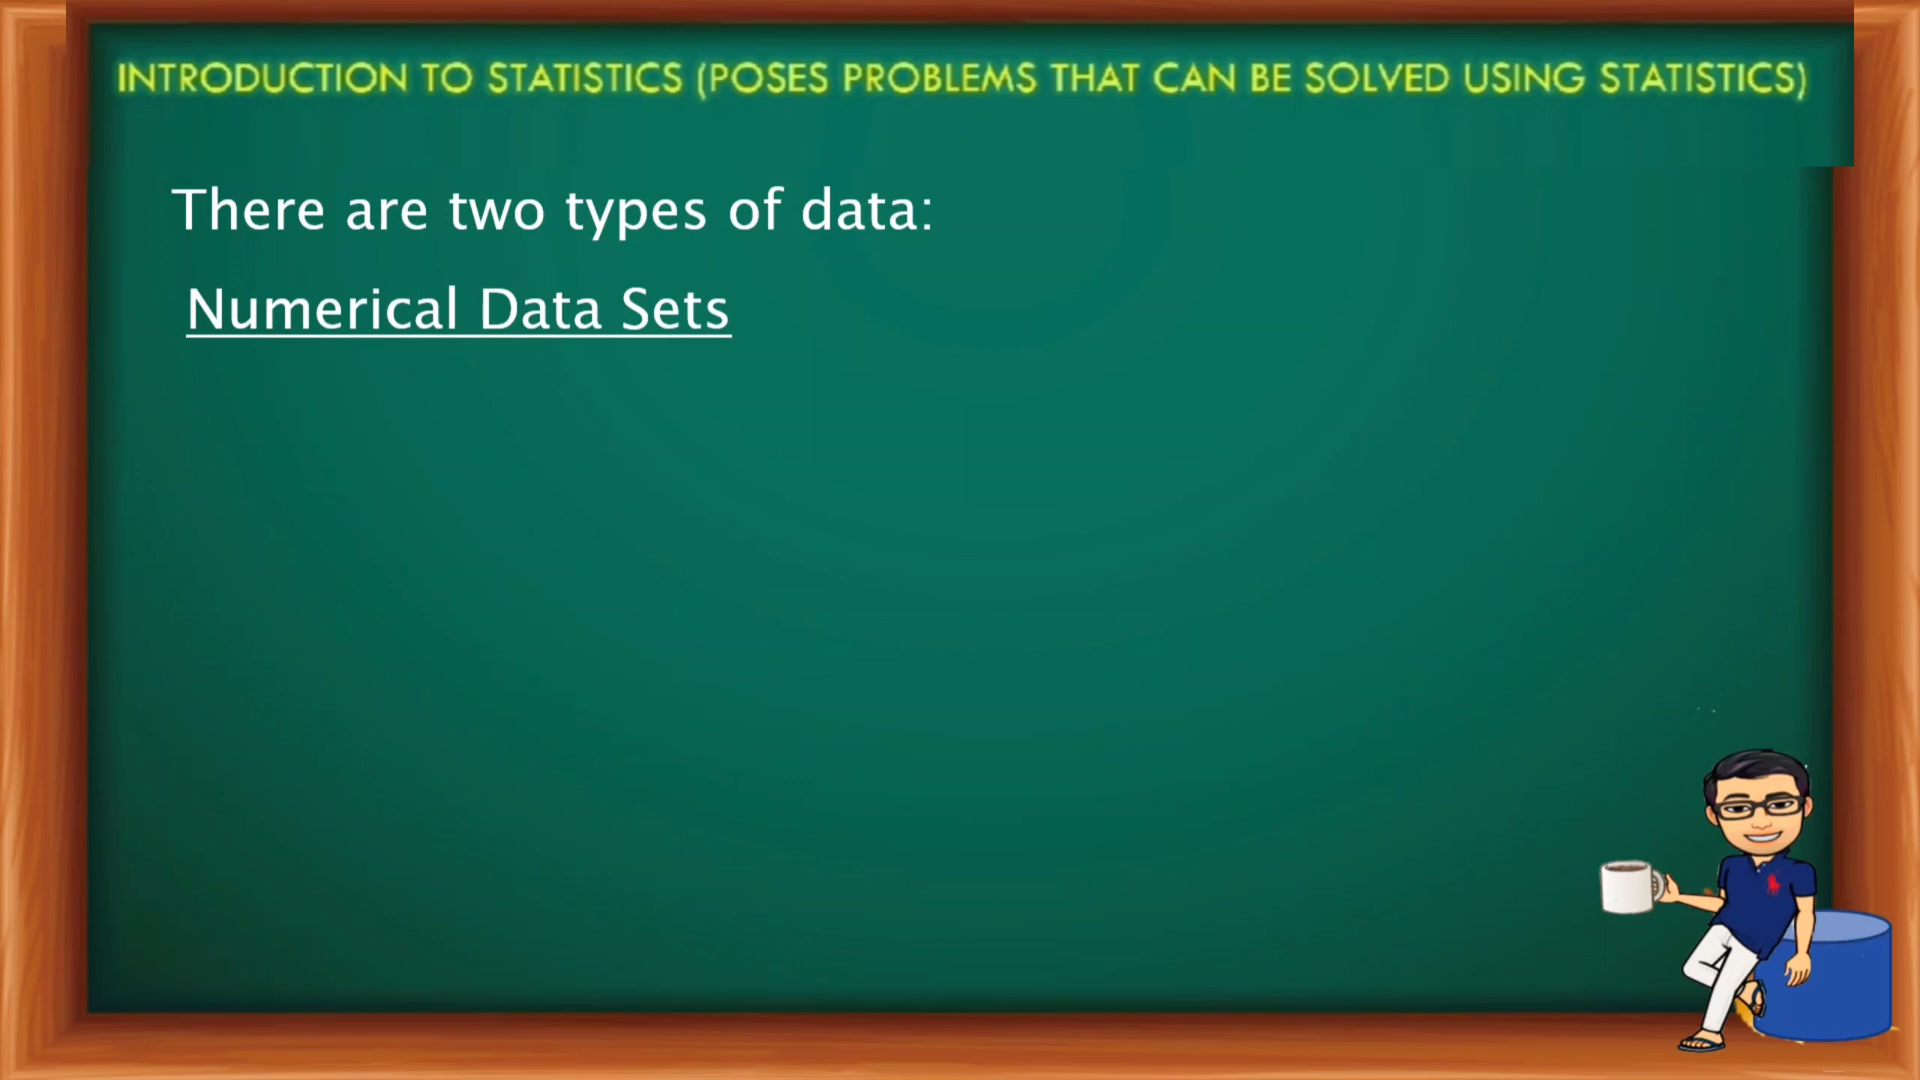 INTRODUCTION TO STATISTICS (POSES PROBLEMS THAT CAN BE SOLVED USING STATISTICS)
There are two types of data:
Numerical Data Sets